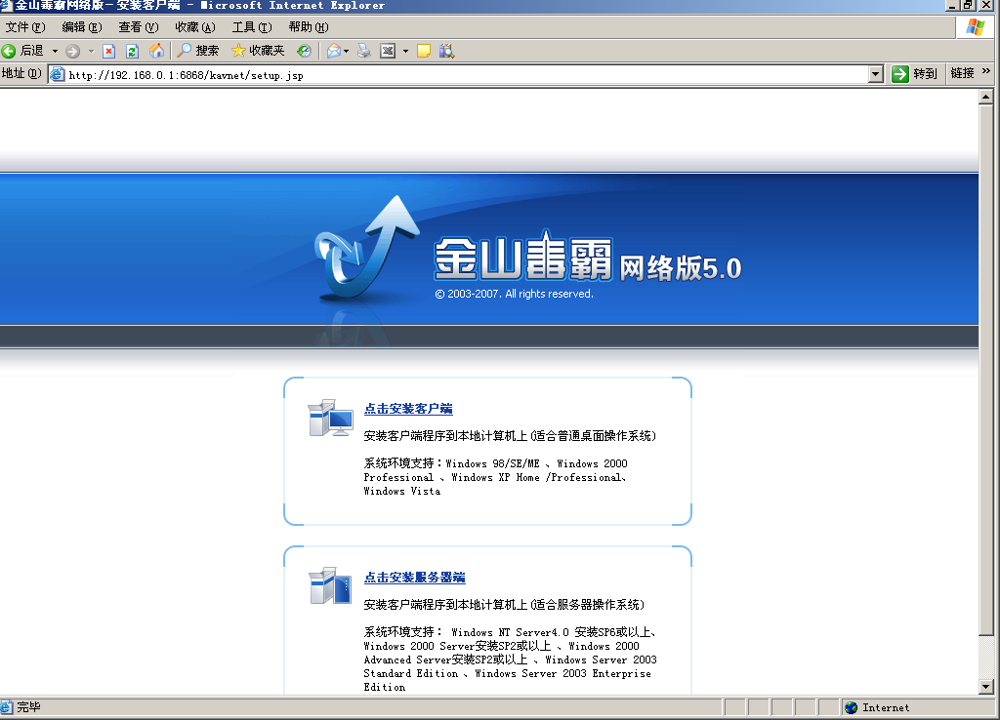 金山毒霸网络版－安装客户端 - Microsoft Internet Explorer
文件(F) 编辑(E) 查看(V) 收藏(A) 工具(T) 帮助(H)
后退 搜索 收藏夹
地址(D) http://192.168.0.1:6868/kavnet/setup.jsp 转到 链接 »
金山毒霸 网络版5.0
© 2003-2007. All rights reserved.
点击安装客户端
安装客户端程序到本地计算机上(适合普通桌面操作系统)
系统环境支持：Windows 98/SE/ME 、Windows 2000
Professional 、Windows XP Home /Professional、
Windows Vista
点击安装服务器端
安装客户端程序到本地计算机上(适合服务器操作系统)
系统环境支持： Windows NT Server4.0 安装SP6或以上、
Windows 2000 Server安装SP2或以上 、Windows 2000
Advanced Server安装SP2或以上 、Windows Server 2003
Standard Edition 、Windows Server 2003 Enterprise
Edition
完毕 Internet